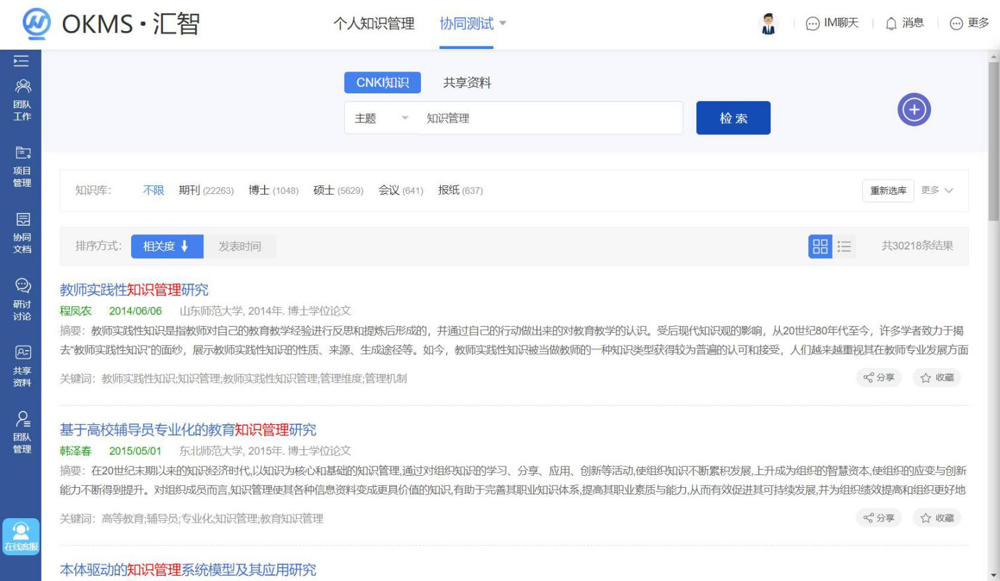 OKMS·汇智
个人知识管理 协同测试
IM聊天 消息 更多
团队
工作
项目
管理
协同
文档
研讨
讨论
共享
资料
团队
管理
在线客服
CNKI知识 共享资料
主题 知识管理 检索
知识库: 不限 期刊 (22263) 博士 (1048) 硕士 (5629) 会议 (641) 报纸 (637) 重新选库 更多
排序方式: 相关度 发表时间 共30218条结果
教师实践性知识管理研究
程凤农 2014/06/06 山东师范大学, 2014年. 博士学位论文
摘要：教师实践性知识是指教师对自己的教育教学经验进行反思和提炼后形成的，并通过自己的行动做出来的对教育教学的认识。受后现代知识观的影响，从20世纪80年代至今，许多学者致力于揭
去“教师实践性知识”的面纱，展示教师实践性知识的性质、来源、生成途径等。如今，教师实践性知识被当做教师的一种知识类型获得较为普遍的认可和接受，人们越来越重视其在教师专业发展方面
关键词：教师实践性知识;知识管理;教师实践性知识管理;管理维度;管理机制 分享 收藏
基于高校辅导员专业化的教育知识管理研究
韩泽春 2015/05/01 东北师范大学, 2015年. 博士学位论文
摘要：在20世纪末期以来的知识经济时代,以知识为核心和基础的知识管理,通过对组织知识的学习、分享、应用、创新等活动,使组织知识不断累积发展,上升成为组织的智慧资本,使组织的应变与创新
能力不断得到提升。对组织成员而言,知识管理使其各种信息资料变成更具价值的知识,有助于完善其职业知识体系,提高其职业素质与能力,从而有效促进其可持续发展,并为组织绩效提高和组织更好地
关键词：高等教育;辅导员;专业化;知识管理;教育知识管理 分享 收藏
本体驱动的知识管理系统模型及其应用研究